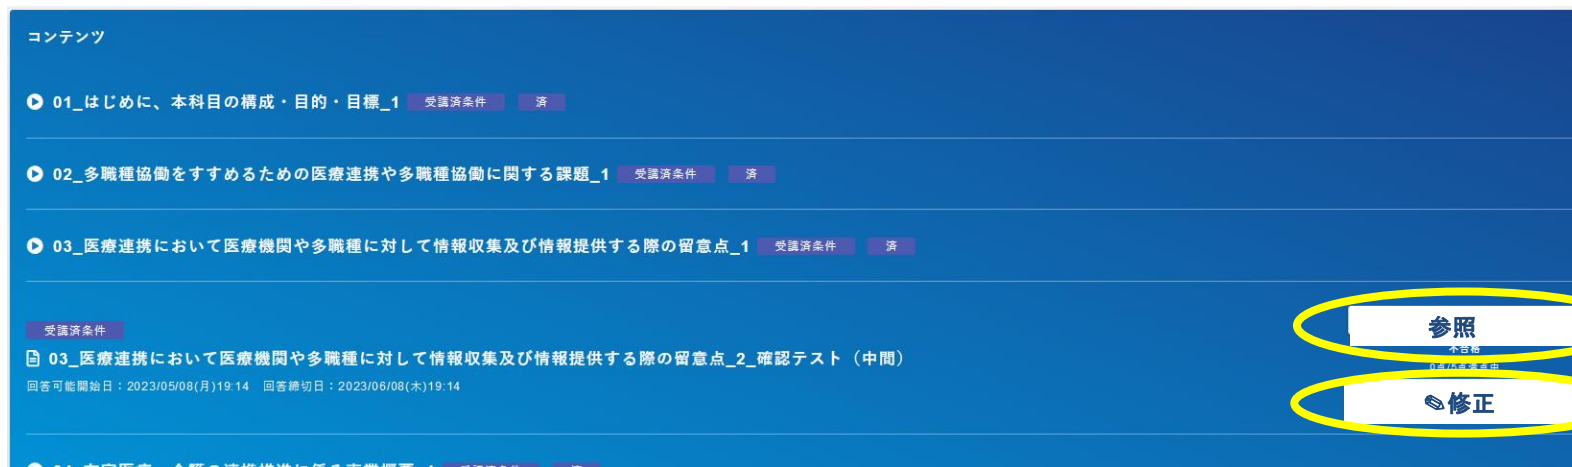 コンテンツ
01_はじめに、本科目の構成・目的・目標_1 受講済条件 済
02_多職種協働をすすめるための医療連携や多職種協働に関する課題_1 受講済条件 済
03_医療連携において医療機関や多職種に対して情報収集及び情報提供する際の留意点_1 受講済条件 済
受講済条件
03_医療連携において医療機関や多職種に対して情報収集及び情報提供する際の留意点_2_確認テスト（中間）
回答可能開始日：2023/05/08(月)19:14 回答締切日：2023/06/08(木)19:14
参照
不合格
0点/5点満点中
✎修正